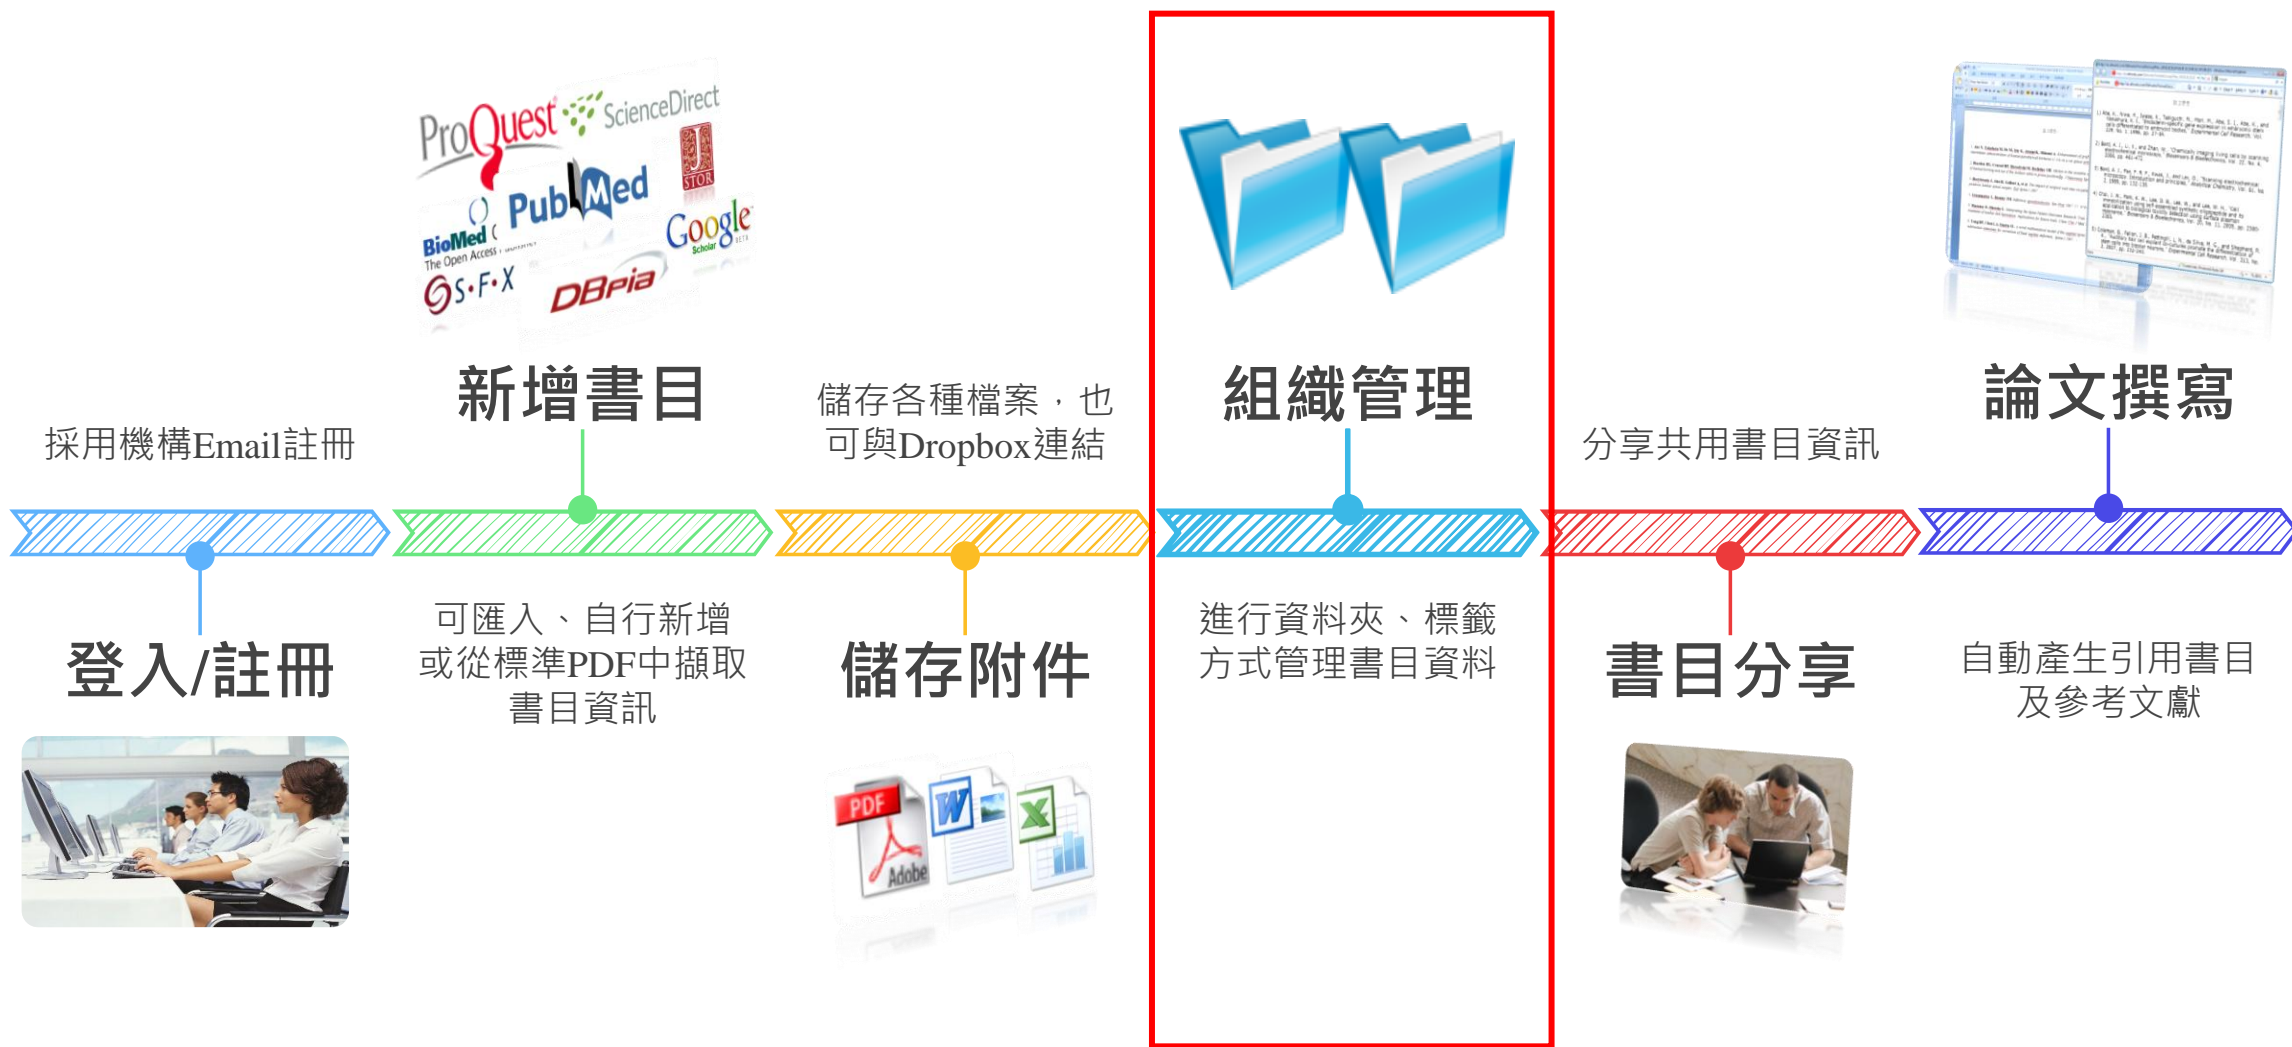 ProQuest
ScienceDirect
JSTOR
PubMed
BioMed
The Open Access
Google
Scholar BETA
S·F·X
DBpia
新增書目
組織管理
論文撰寫
採用機構Email註冊
儲存各種檔案，也
可與Dropbox連結
分享共用書目資訊
登入/註冊
可匯入、自行新增
或從標準PDF中擷取
書目資訊
儲存附件
進行資料夾、標籤
方式管理書目資料
書目分享
自動產生引用書目
及參考文獻
PDF
Adobe
W
X